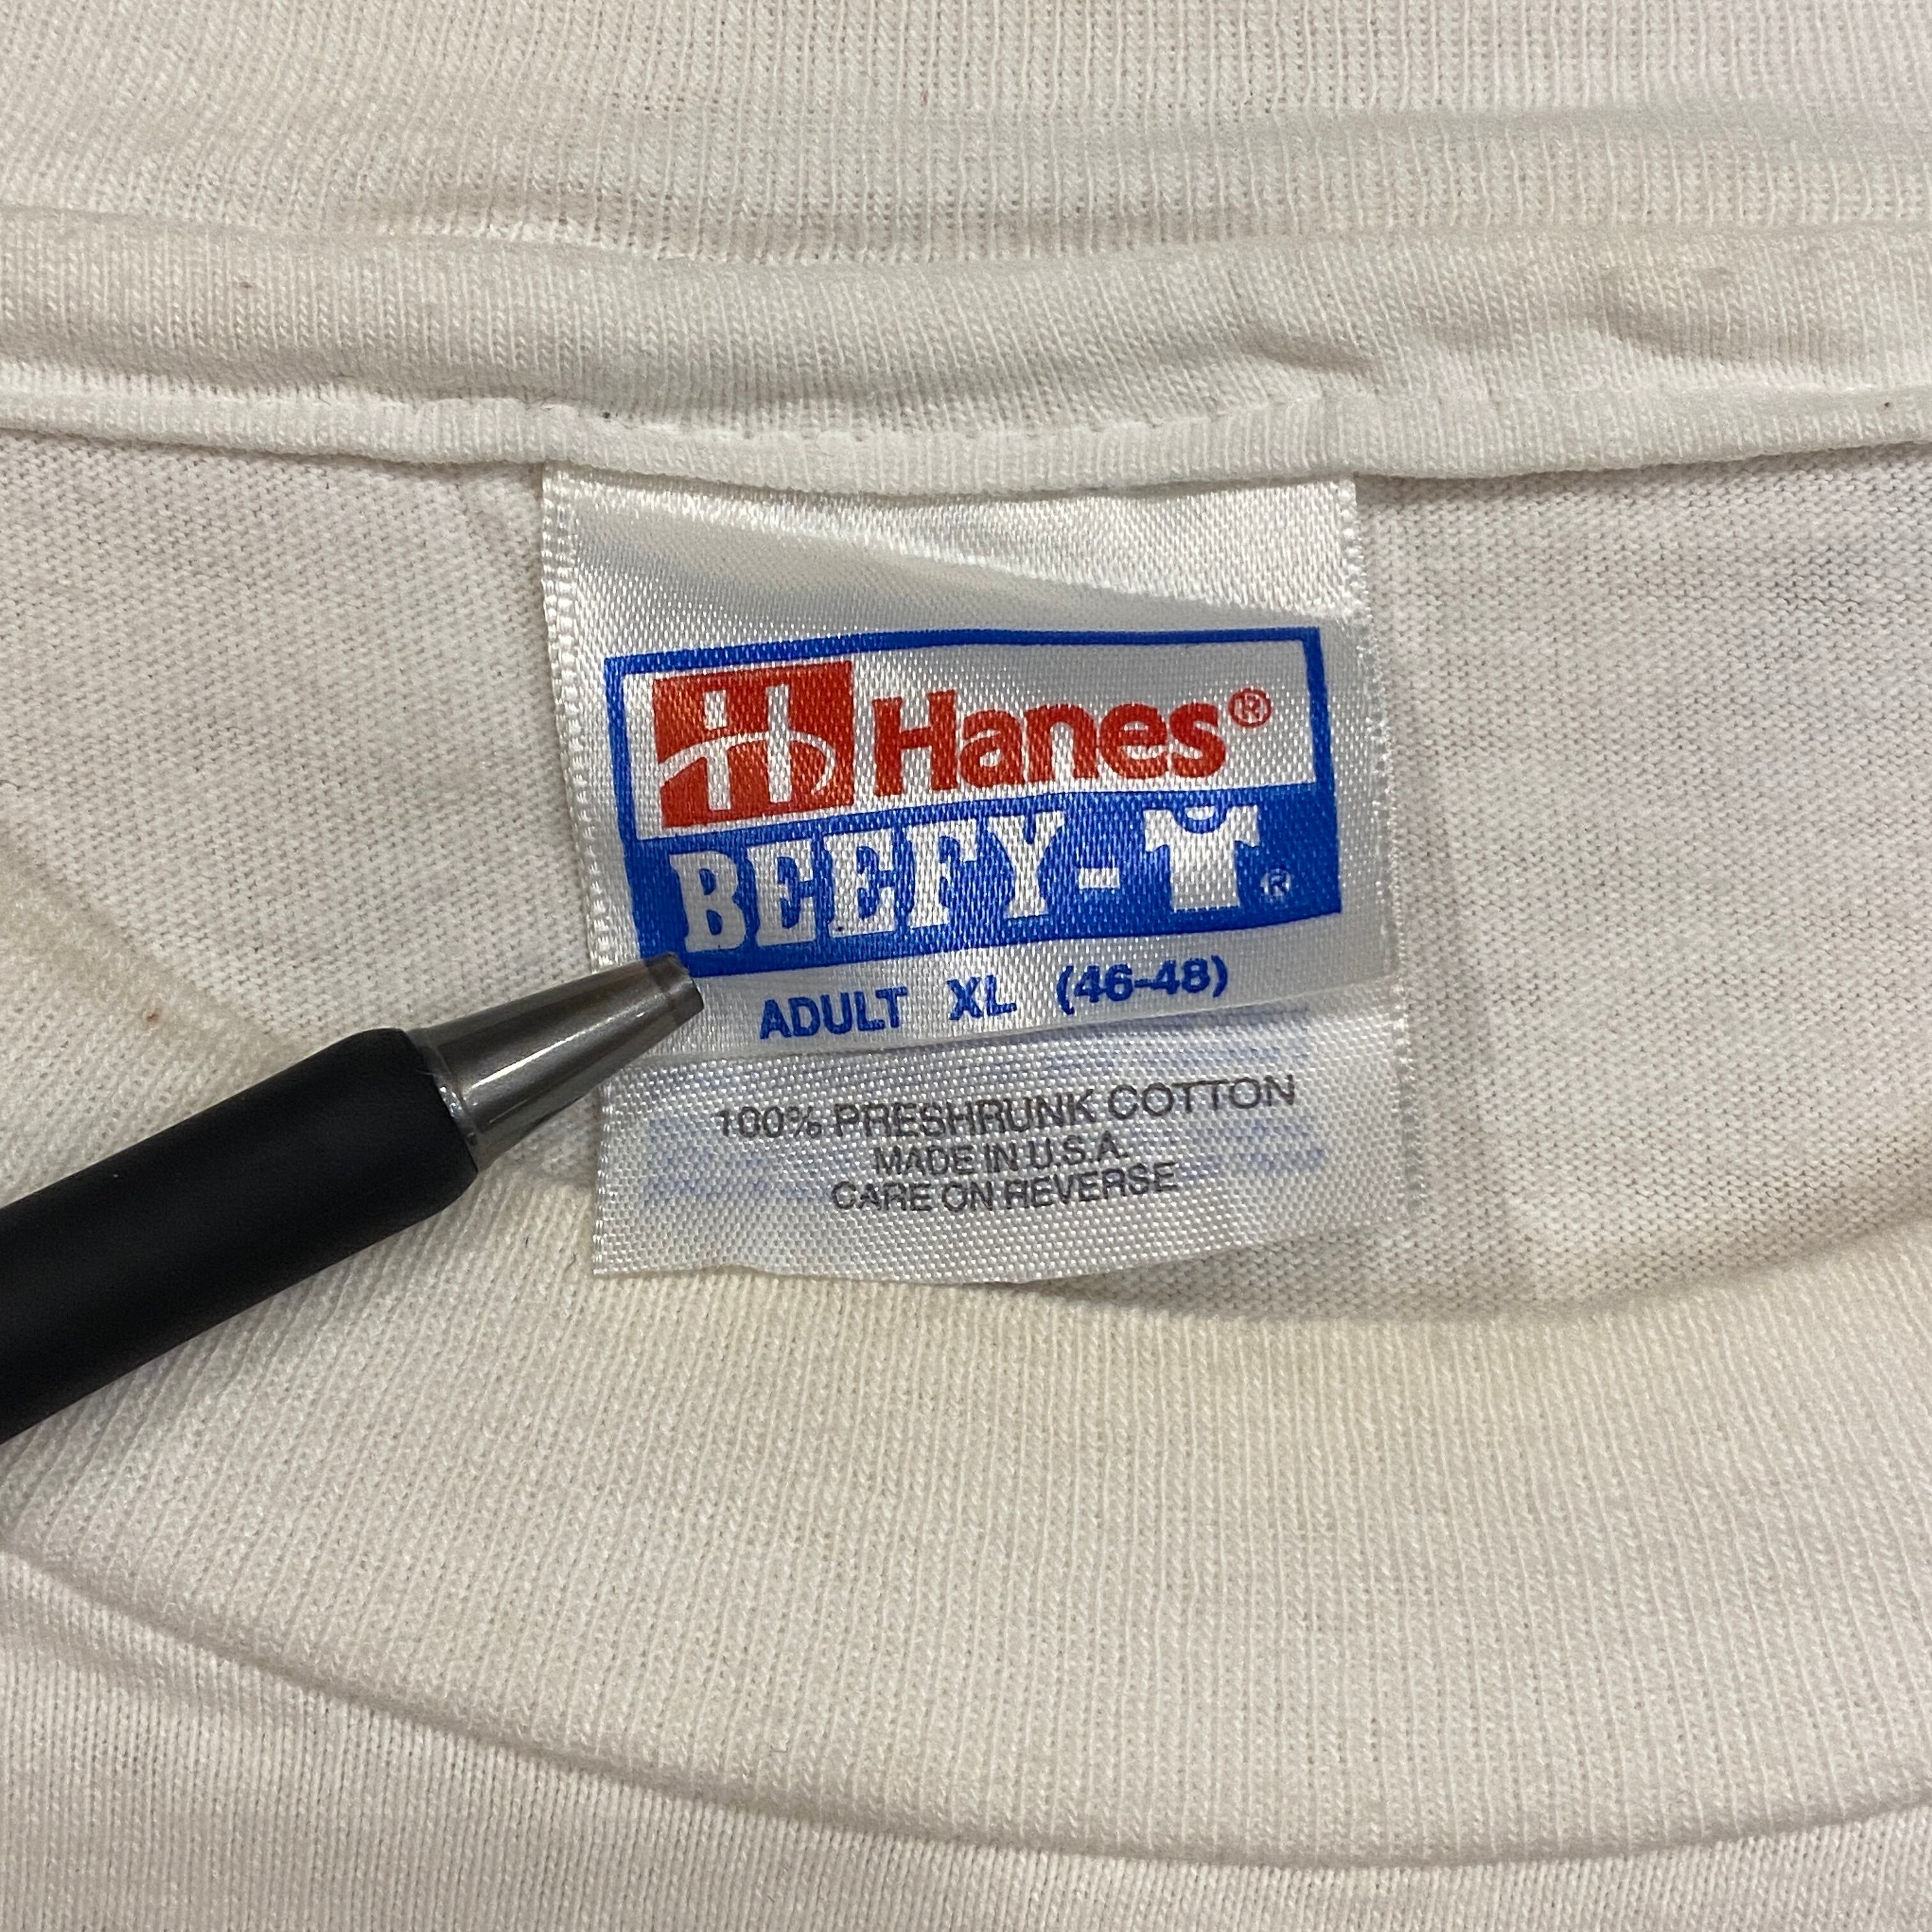 Hanes®
BEEFY-T®
ADULT XL (46-48)
100% PRESHRUNK COTTON
MADE IN U.S.A.
CARE ON REVERSE